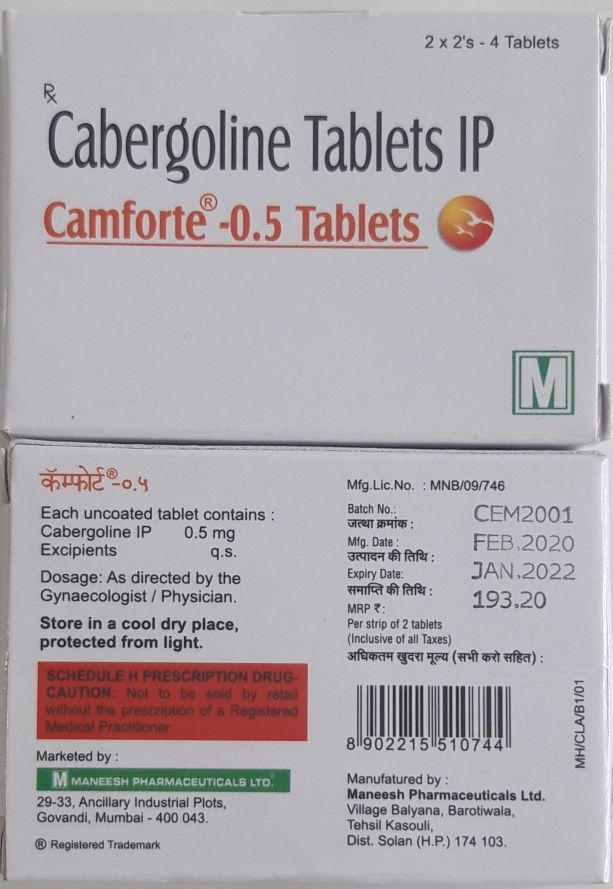 2 x 2's - 4 Tablets
Rx
Cabergoline Tablets IP
Camforte®-0.5 Tablets
M
कॅम्फोर्ट®-०.५
Each uncoated tablet contains :
Cabergoline IP 0.5 mg
Excipients q.s.
Dosage: As directed by the
Gynaecologist / Physician.
Store in a cool dry place,
protected from light.
SCHEDULE H PRESCRIPTION DRUG-
CAUTION: Not to be sold by retail
without the prescription of a Registered
Medical Practitioner
Marketed by :
M MANEESH PHARMACEUTICALS LTD.
29-33, Ancillary Industrial Plots,
Govandi, Mumbai - 400 043.
® Registered Trademark
Mfg.Lic.No. : MNB/09/746
Batch No.: CEM2001
जत्था क्रमांक :
Mfg. Date : FEB.2020
उत्पादन की तिथि :
Expiry Date: JAN.2022
समाप्ति की तिथि :
MRP ₹: 193.20
Per strip of 2 tablets
(Inclusive of all Taxes)
अधिकतम खुदरा मूल्य (सभी करो सहित) :
8 902215 510744
MH/CLA/B1/01
Manufatured by :
Maneesh Pharmaceuticals Ltd.
Village Balyana, Barotiwala,
Tehsil Kasouli,
Dist. Solan (H.P.) 174 103.